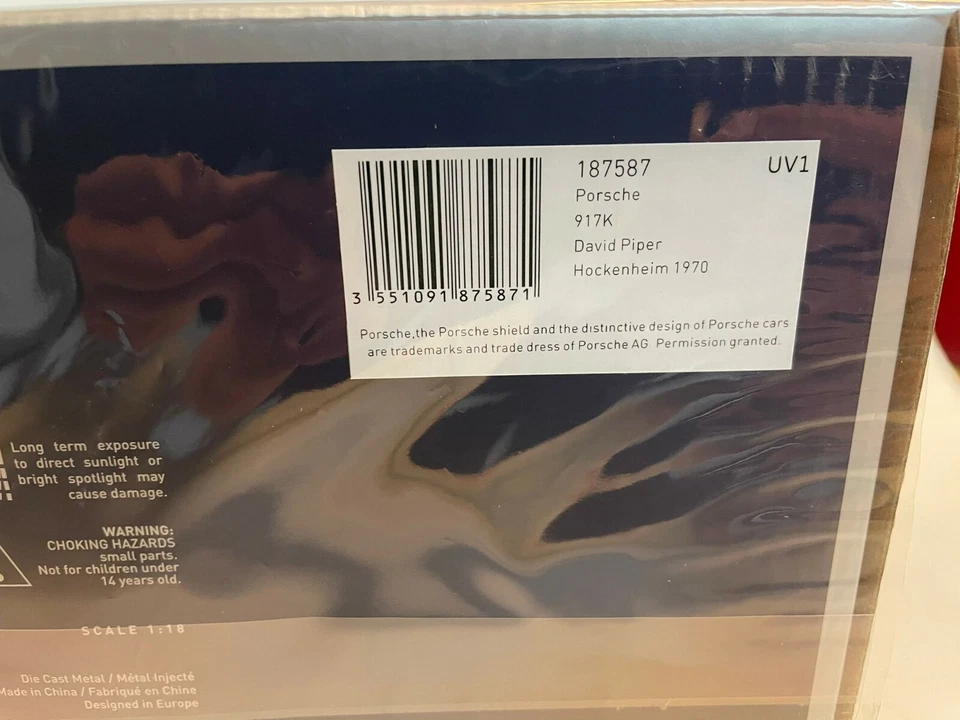 187587
UV1
Porsche
917K
David Piper
Hockenheim 1970
3 551091 875871
Porsche,the Porsche shield and the distinctive design of Porsche cars
are trademarks and trade dress of Porsche AG. Permission granted.
Long term exposure
to direct sunlight or
bright spotlight may
cause damage.
WARNING:
CHOKING HAZARDS
small parts.
Not for children under
14 years old.
SCALE 1:18
Die Cast Metal / Métal Injecté
Made in China / Fabriqué en Chine
Designed in Europe